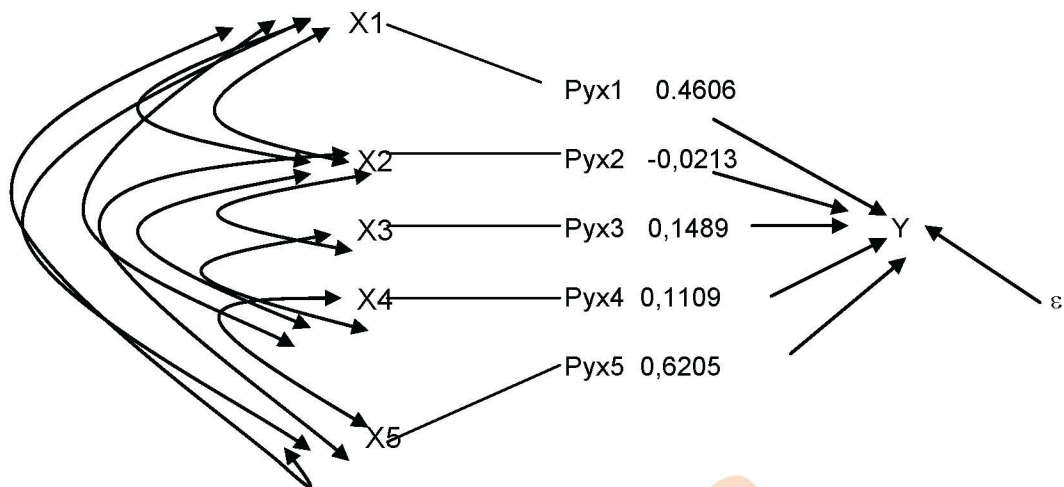 X1
Pyx1 0.4606
X2 Pyx2 -0,0213
X3 Pyx3 0,1489 Y
X4 Pyx4 0,1109 ε
Pyx5 0,6205
X5